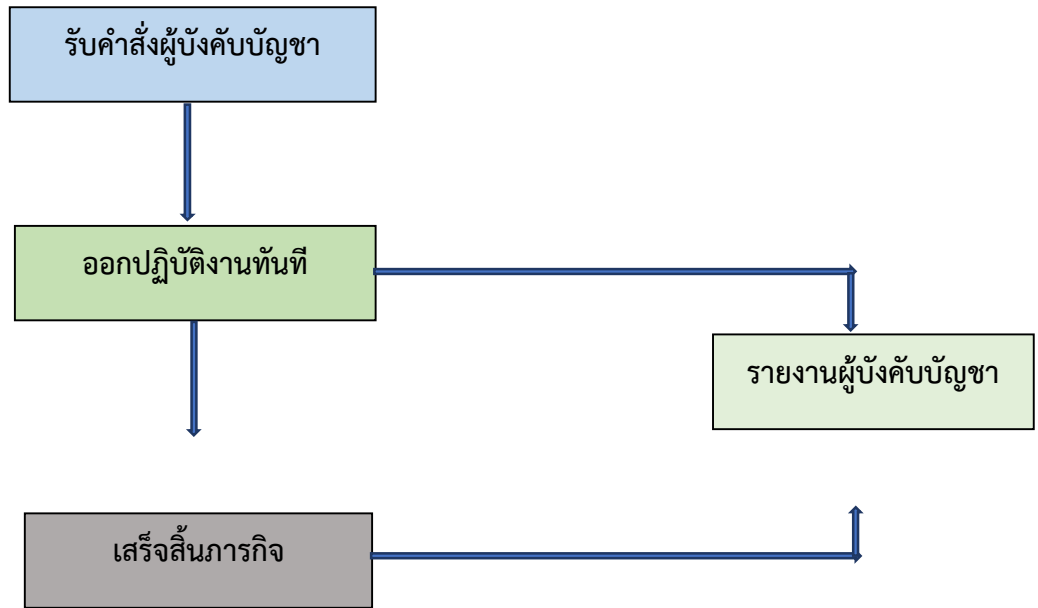 รับคำสั่งผู้บังคับบัญชา
ออกปฏิบัติงานทันที
รายงานผู้บังคับบัญชา
เสร็จสิ้นภารกิจ